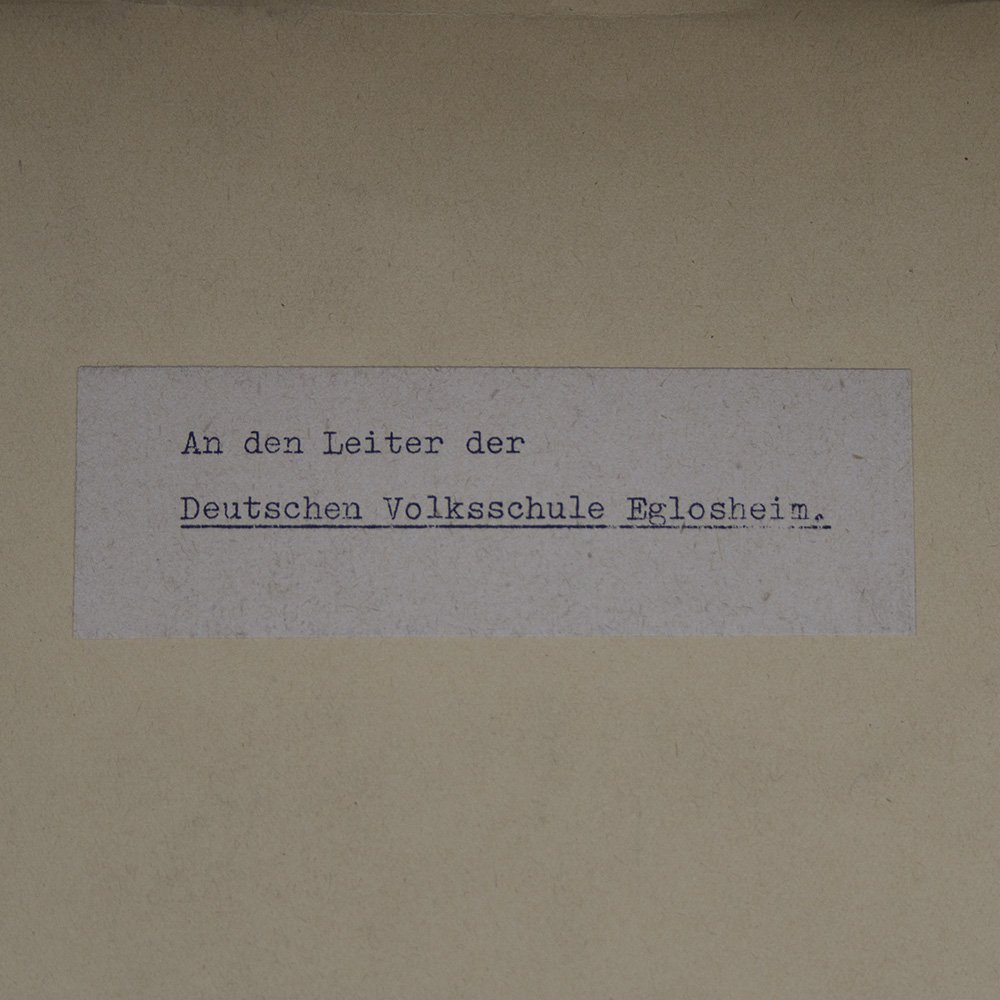 An den Leiter der
Deutschen Volksschule Eglosheim.